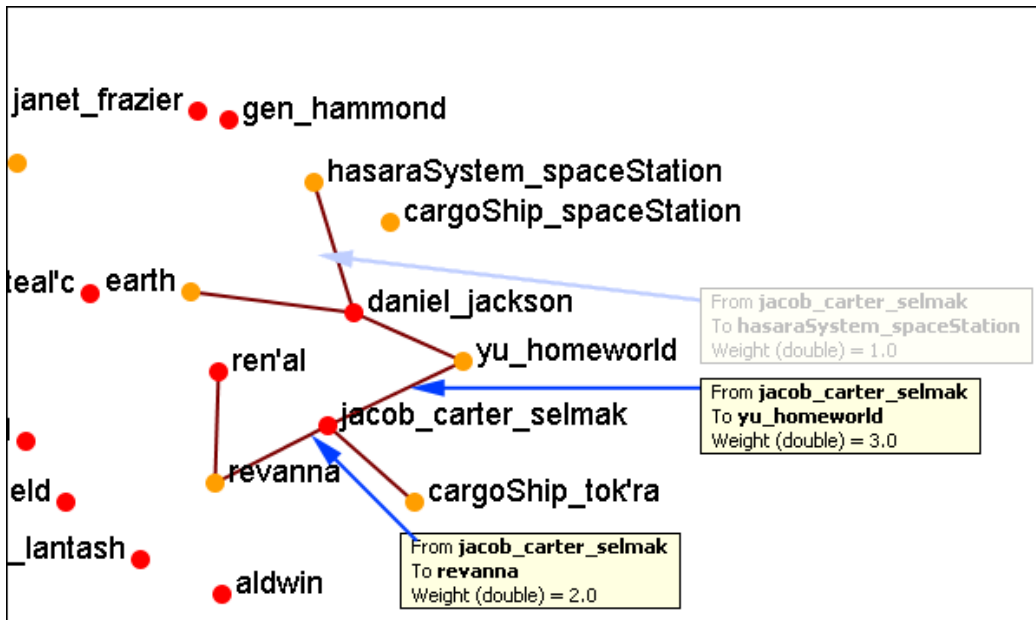 janet_frazier
gen_hammond
hasaraSystem_spaceStation
cargoShip_spaceStation
teal'c
earth
daniel_jackson
From jacob_carter_selmak
To hasaraSystem_spaceStation
Weight (double) = 1.0
ren'al
yu_homeworld
From jacob_carter_selmak
To yu_homeworld
Weight (double) = 3.0
jacob_carter_selmak
revanna
eld
cargoShip_tok'ra
_lantash
From jacob_carter_selmak
To revanna
Weight (double) = 2.0
aldwin